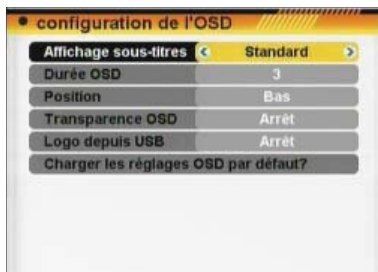 configuration de l'OSD
Affichage sous-titres Standard
Durée OSD 3
Position Bas
Transparence OSD Arrêt
Logo depuis USB Arrêt
Charger les réglages OSD par défaut?